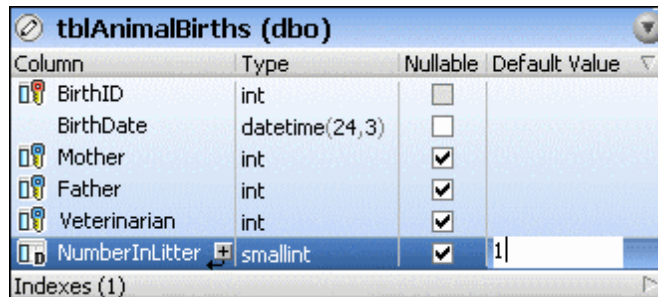 tblAnimalBirths (dbo)
Column Type Nullable Default Value
BirthID int
BirthDate datetime(24,3)
Mother int
Father int
Veterinarian int
NumberInLitter smallint 1
Indexes (1)